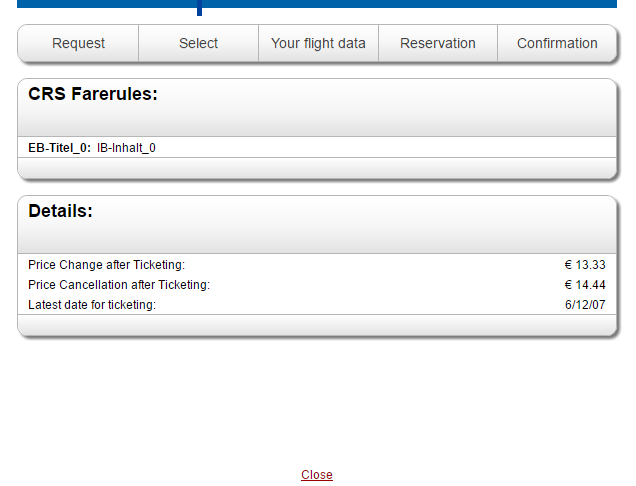 Request Select Your flight data Reservation Confirmation
CRS Farerules:
EB-Titel_0: IB-Inhalt_0
Details:
Price Change after Ticketing: € 13.33
Price Cancellation after Ticketing: € 14.44
Latest date for ticketing: 6/12/07
Close